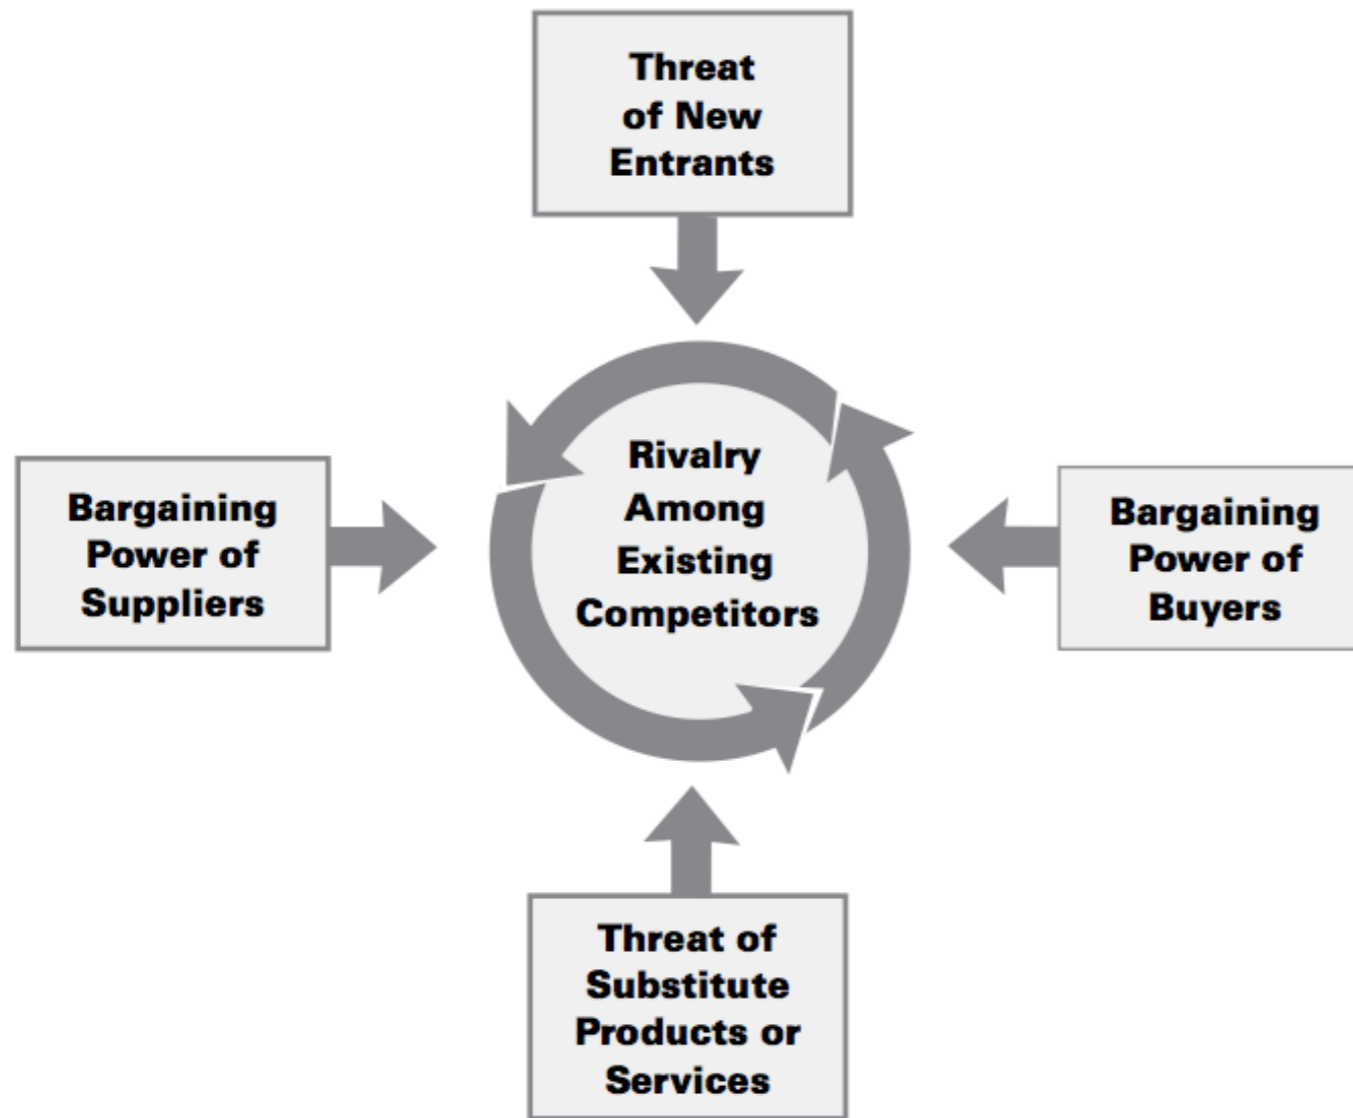 Threat
of New
Entrants
Rivalry
Among
Existing
Competitors
Bargaining
Power of
Suppliers
Bargaining
Power of
Buyers
Threat of
Substitute
Products or
Services